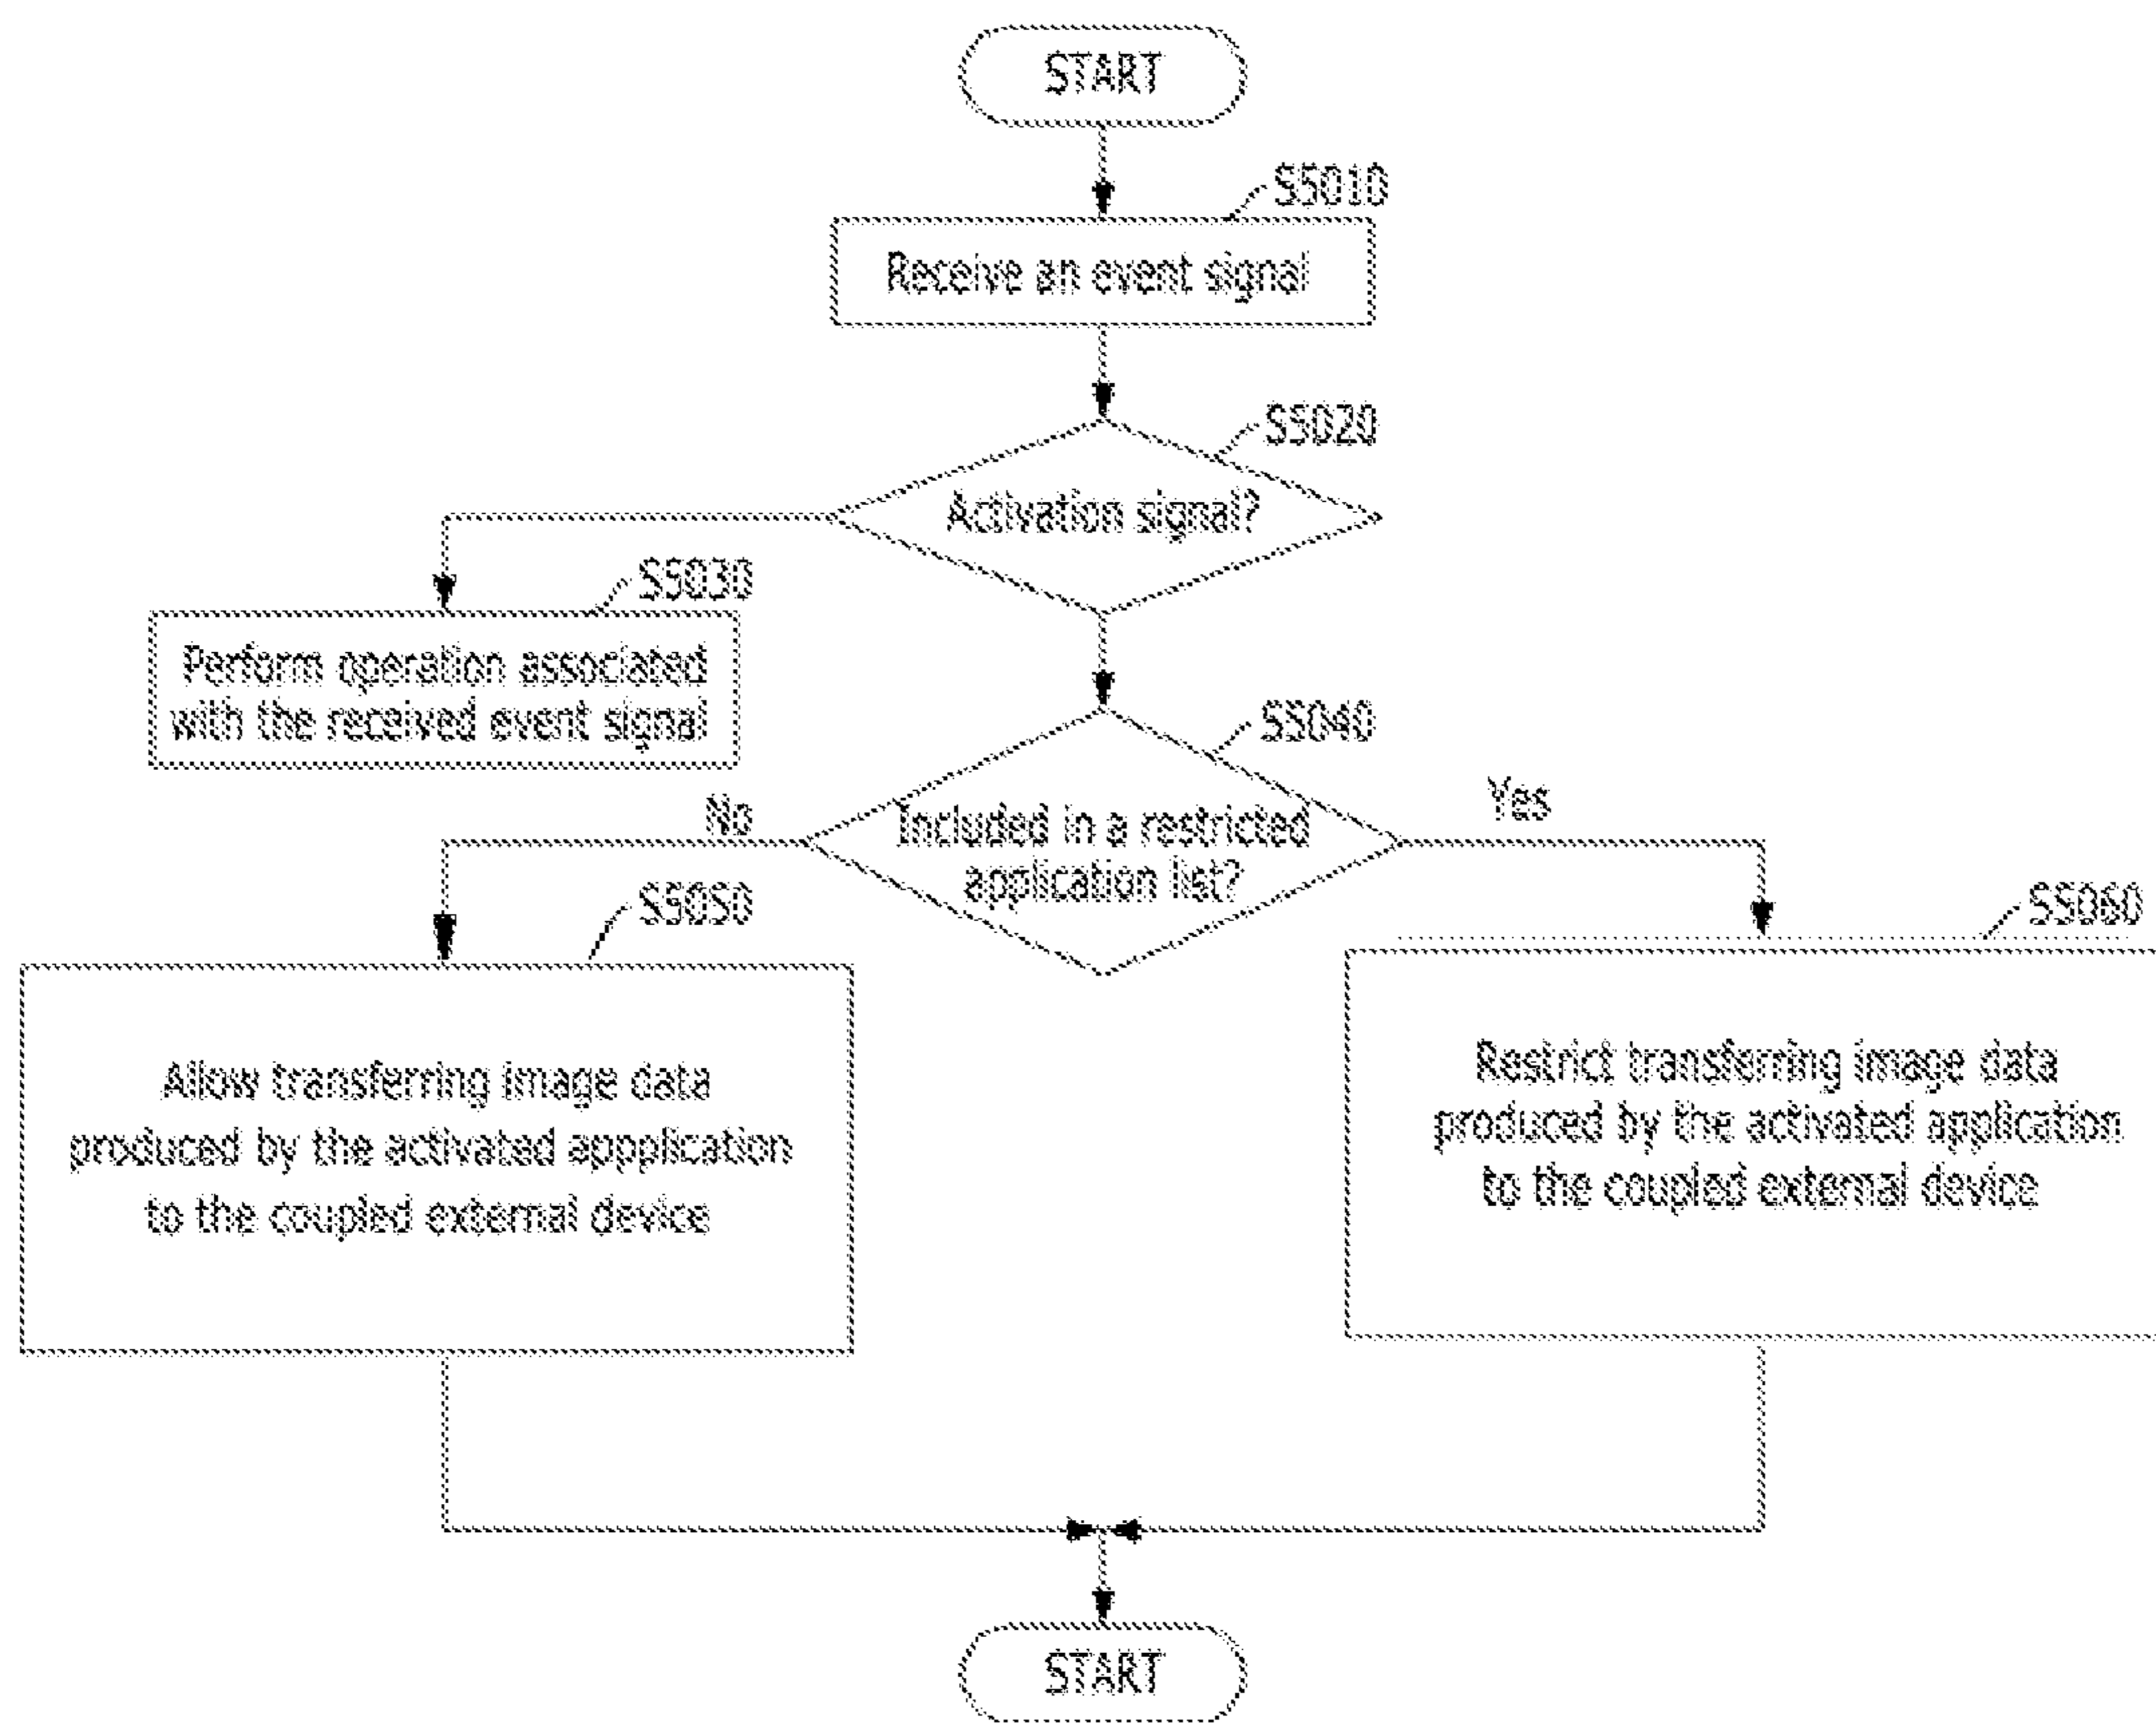 START
S5010
Receive an event signal
S5020
Activation signal?
S5030
Perform operation associated
with the received event signal
S5040
Included in a restricted
application list?
No
Yes
S5050
Allow transferring image data
produced by the activated appplication
to the coupled external device
S5060
Restrict transferring image data
produced by the activated application
to the coupled external device
START